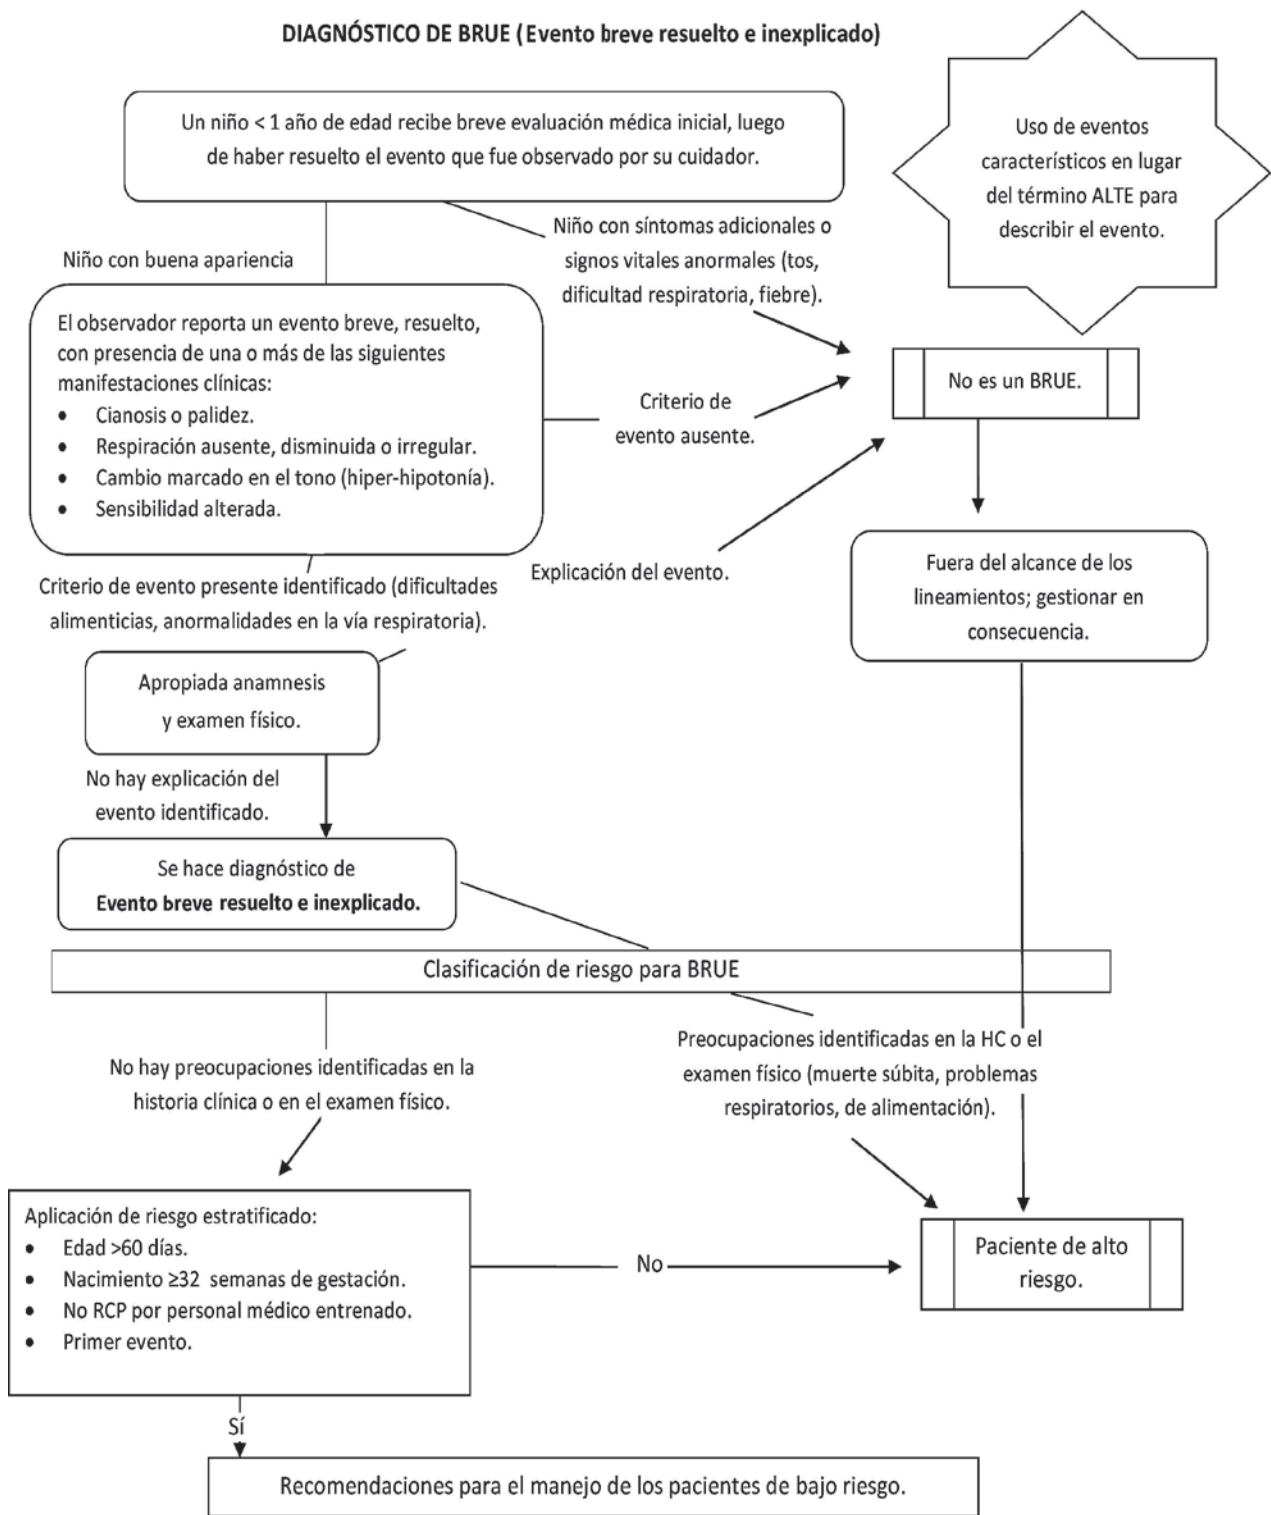 DIAGNÓSTICO DE BRUE (Evento breve resuelto e inexplicado)
Un niño < 1 año de edad recibe breve evaluación médica inicial, luego
de haber resuelto el evento que fue observado por su cuidador.
Uso de eventos
característicos en lugar
del término ALTE para
describir el evento.
Niño con buena apariencia
Niño con síntomas adicionales o
signos vitales anormales (tos,
dificultad respiratoria, fiebre).
El observador reporta un evento breve, resuelto,
con presencia de una o más de las siguientes
manifestaciones clínicas:
• Cianosis o palidez.
• Respiración ausente, disminuida o irregular.
• Cambio marcado en el tono (hiper-hipotonía).
• Sensibilidad alterada.
Criterio de
evento ausente.
No es un BRUE.
Explicación del evento.
Fuera del alcance de los
lineamientos; gestionar en
consecuencia.
Criterio de evento presente identificado (dificultades
alimenticias, anormalidades en la vía respiratoria).
Apropiada anamnesis
y examen físico.
No hay explicación del
evento identificado.
Se hace diagnóstico de
Evento breve resuelto e inexplicado.
Clasificación de riesgo para BRUE
No hay preocupaciones identificadas en la
historia clínica o en el examen físico.
Preocupaciones identificadas en la HC o el
examen físico (muerte súbita, problemas
respiratorios, de alimentación).
Aplicación de riesgo estratificado:
• Edad >60 días.
• Nacimiento ≥32 semanas de gestación.
• No RCP por personal médico entrenado.
• Primer evento.
No
Paciente de alto
riesgo.
Sí
Recomendaciones para el manejo de los pacientes de bajo riesgo.